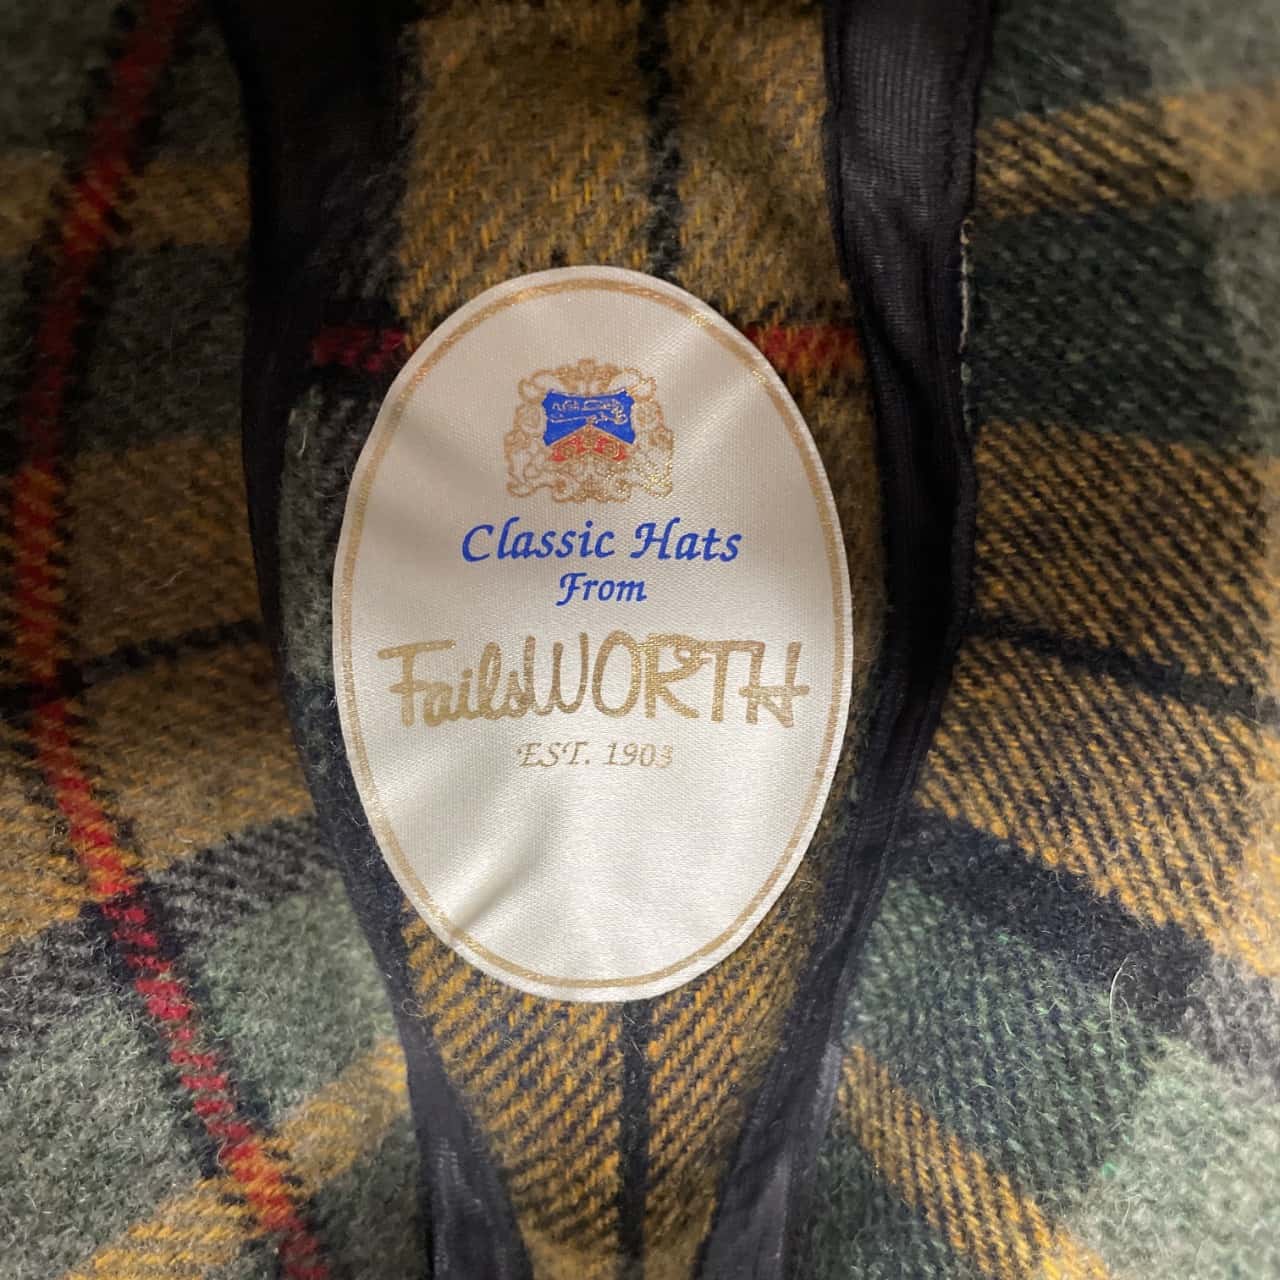 Classic Hats
From
FailsWORTH
EST. 1903